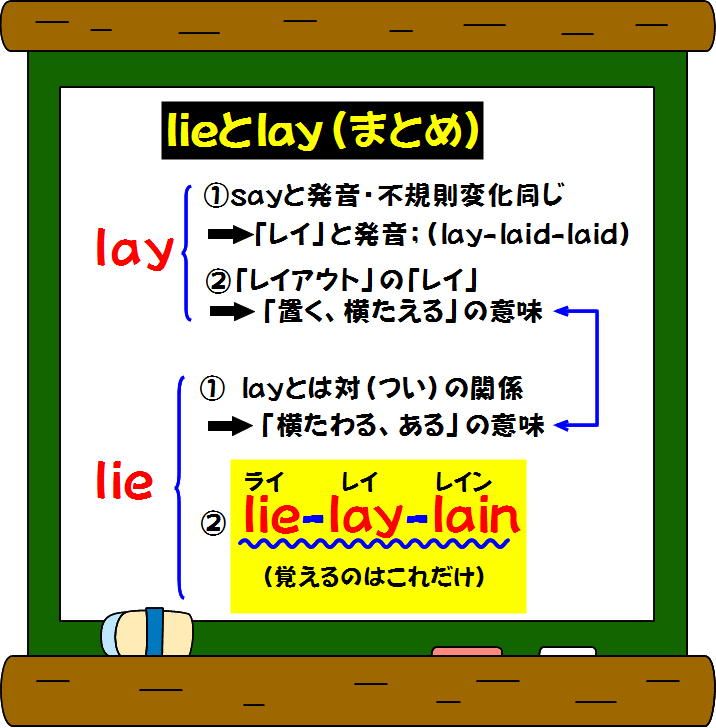 lieとlay(まとめ)
①sayと発音・不規則変化同じ
lay
➡「レイ」と発音；(lay-laid-laid)
②「レイアウト」の「レイ」
➡「置く、横たえる」の意味
① layとは対(つい)の関係
➡「横たわる、ある」の意味
lie
ライ レイ レイン
② lie-lay-lain
(覚えるのはこれだけ)